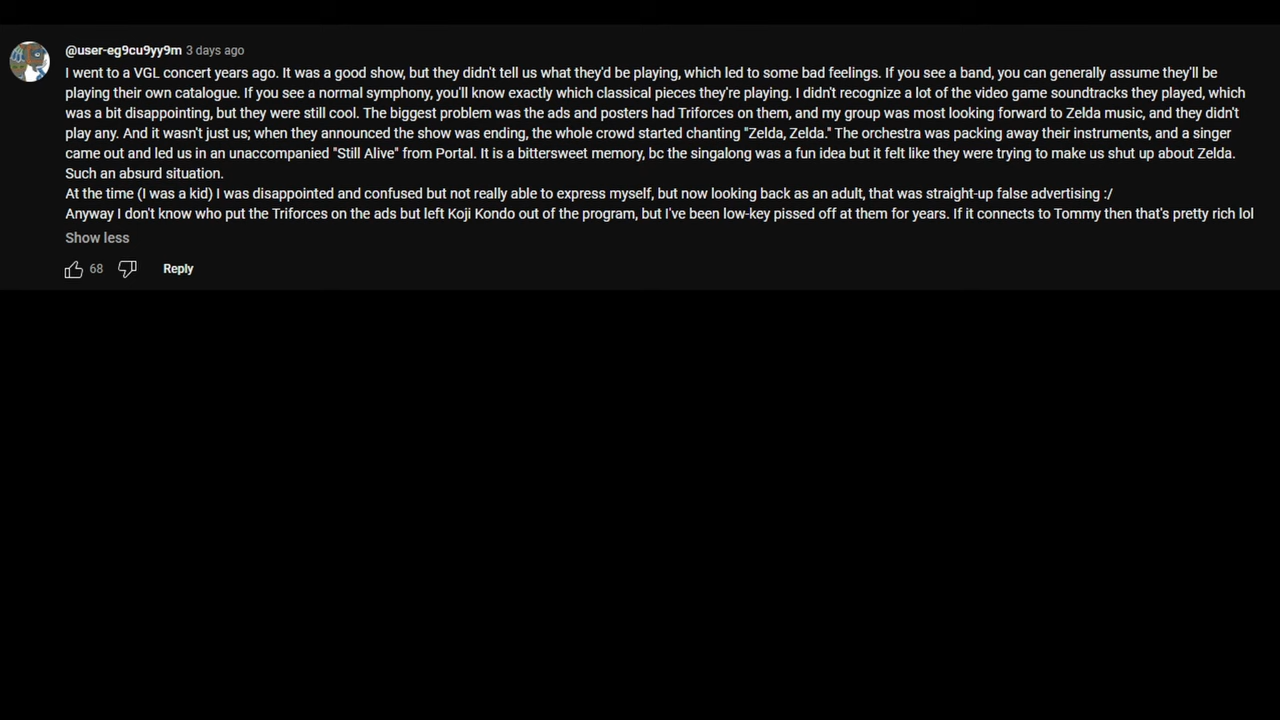 @user-eg9cu9yy9m 3 days ago
I went to a VGL concert years ago. It was a good show, but they didn't tell us what they'd be playing, which led to some bad feelings. If you see a band, you can generally assume they'll be
playing their own catalogue. If you see a normal symphony, you'll know exactly which classical pieces they're playing. I didn't recognize a lot of the video game soundtracks they played, which
was a bit disappointing, but they were still cool. The biggest problem was the ads and posters had Triforces on them, and my group was most looking forward to Zelda music, and they didn't
play any. And it wasn't just us; when they announced the show was ending, the whole crowd started chanting "Zelda, Zelda." The orchestra was packing away their instruments, and a singer
came out and led us in an unaccompanied "Still Alive" from Portal. It is a bittersweet memory, bc the singalong was a fun idea but it felt like they were trying to make us shut up about Zelda.
Such an absurd situation.
At the time (I was a kid) I was disappointed and confused but not really able to express myself, but now looking back as an adult, that was straight-up false advertising :/
Anyway I don't know who put the Triforces on the ads but left Koji Kondo out of the program, but I've been low-key pissed off at them for years. If it connects to Tommy then that's pretty rich lol
Show less
68 Reply